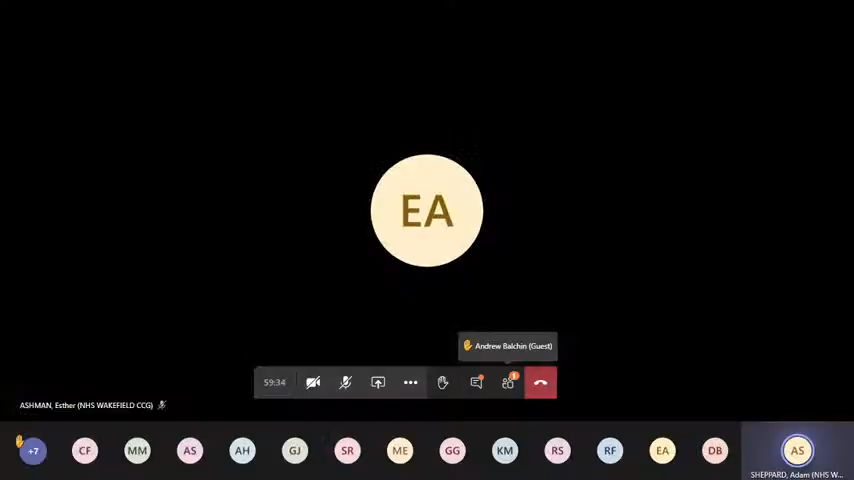 EA
Andrew Balchin (Guest)
59:34
1
ASHMAN, Esther (NHS WAKEFIELD CCG)
+7
CF
MM
AS
AH
GJ
SR
ME
GG
KM
RS
RF
EA
DB
AS
SHEPPARD, Adam (NHS W...